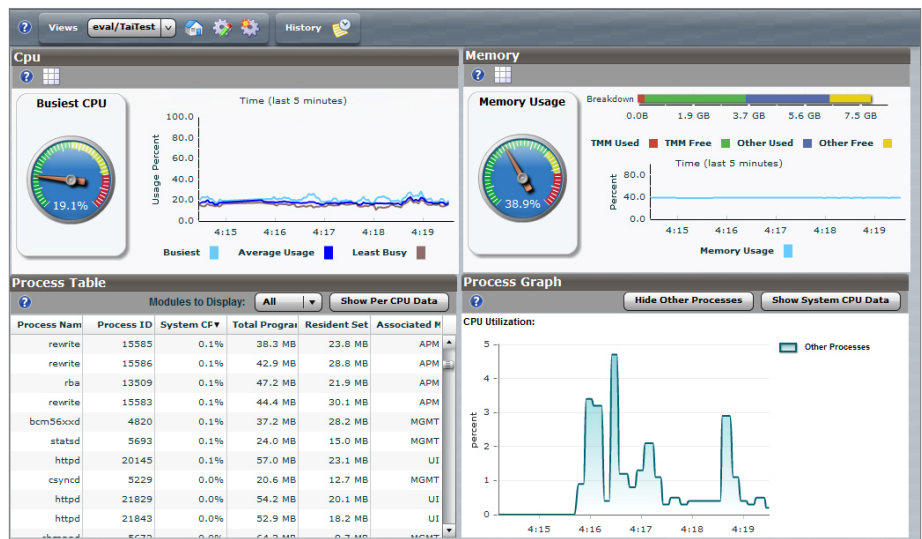 Views eval/TaiTest History
Cpu
Busiest CPU
19.1%
Time (last 5 minutes)
Usage Percent
100.0
80.0
60.0
40.0
20.0
0.0
4:15 4:16 4:17 4:18 4:19
Busiest Average Usage Least Busy
Memory
Memory Usage
38.9%
Breakdown
0.0B 1.9 GB 3.7 GB 5.6 GB 7.5 GB
TMM Used TMM Free Other Used Other Free
Time (last 5 minutes)
Percent
80.0
40.0
0.0
4:15 4:16 4:17 4:18 4:19
Memory Usage
Process Table
Modules to Display: All Show Per CPU Data
Process Nam Process ID System CP Total Program Resident Set Associated M
rewrite 15585 0.1% 38.3 MB 23.8 MB APM
rewrite 15586 0.1% 42.9 MB 28.8 MB APM
rba 13509 0.1% 47.2 MB 21.9 MB APM
rewrite 15583 0.1% 44.4 MB 30.1 MB APM
bcm56xxd 4820 0.1% 37.2 MB 28.2 MB MGMT
statsd 5693 0.1% 24.0 MB 15.0 MB MGMT
httpd 20145 0.1% 57.0 MB 23.1 MB UI
csyncd 5229 0.0% 20.6 MB 12.7 MB MGMT
httpd 21829 0.0% 54.2 MB 20.1 MB UI
httpd 21843 0.0% 52.9 MB 18.2 MB UI
Process Graph
Hide Other Processes Show System CPU Data
CPU Utilization:
percent
5
4
3
2
1
0
4:15 4:16 4:17 4:18 4:19
Other Processes